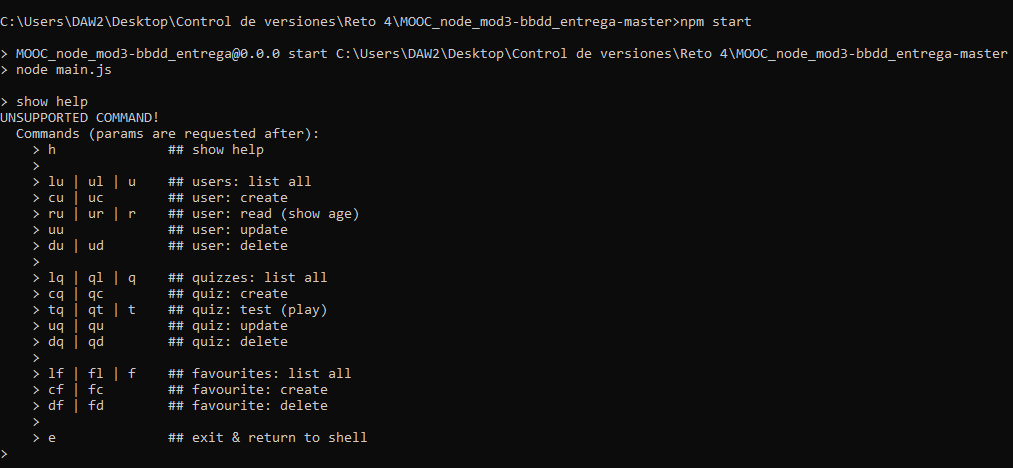 C:\Users\DAW2\Desktop\Control de versiones\Reto 4\MOOC_node_mod3-bbdd_entrega-master>npm start
> MOOC_node_mod3-bbdd_entrega@0.0.0 start C:\Users\DAW2\Desktop\Control de versiones\Reto 4\MOOC_node_mod3-bbdd_entrega-master
> node main.js
> show help
UNSUPPORTED COMMAND!
  Commands (params are requested after):
    > h              ## show help
    >
    > lu | ul | u    ## users: list all
    > cu | uc        ## user: create
    > ru | ur | r    ## user: read (show age)
    > uu             ## user: update
    > du | ud        ## user: delete
    >
    > lq | ql | q    ## quizzes: list all
    > cq | qc        ## quiz: create
    > tq | qt | t    ## quiz: test (play)
    > uq | qu        ## quiz: update
    > dq | qd        ## quiz: delete
    >
    > lf | fl | f    ## favourites: list all
    > cf | fc        ## favourite: create
    > df | fd        ## favourite: delete
    >
    > e              ## exit & return to shell
>